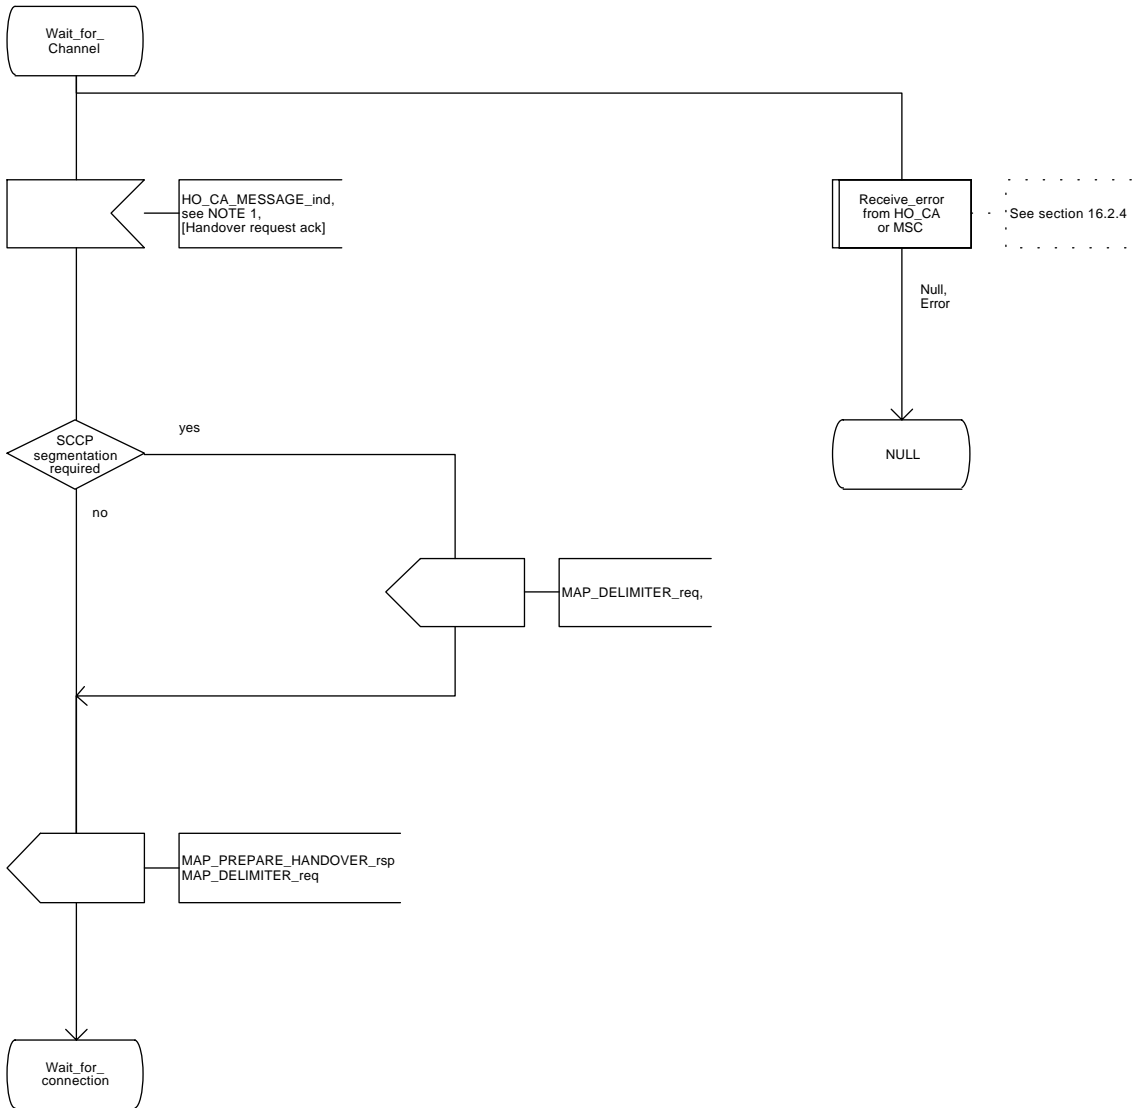 Wait_for_
Channel
HO_CA_MESSAGE_ind,
see NOTE 1,
[Handover request ack]
Receive_error
from HO_CA
or MSC
See section 16.2.4
Null,
Error
SCCP
segmentation
required
yes
NULL
no
MAP_DELIMITER_req,
MAP_PREPARE_HANDOVER_rsp
MAP_DELIMITER_req
Wait_for_
connection